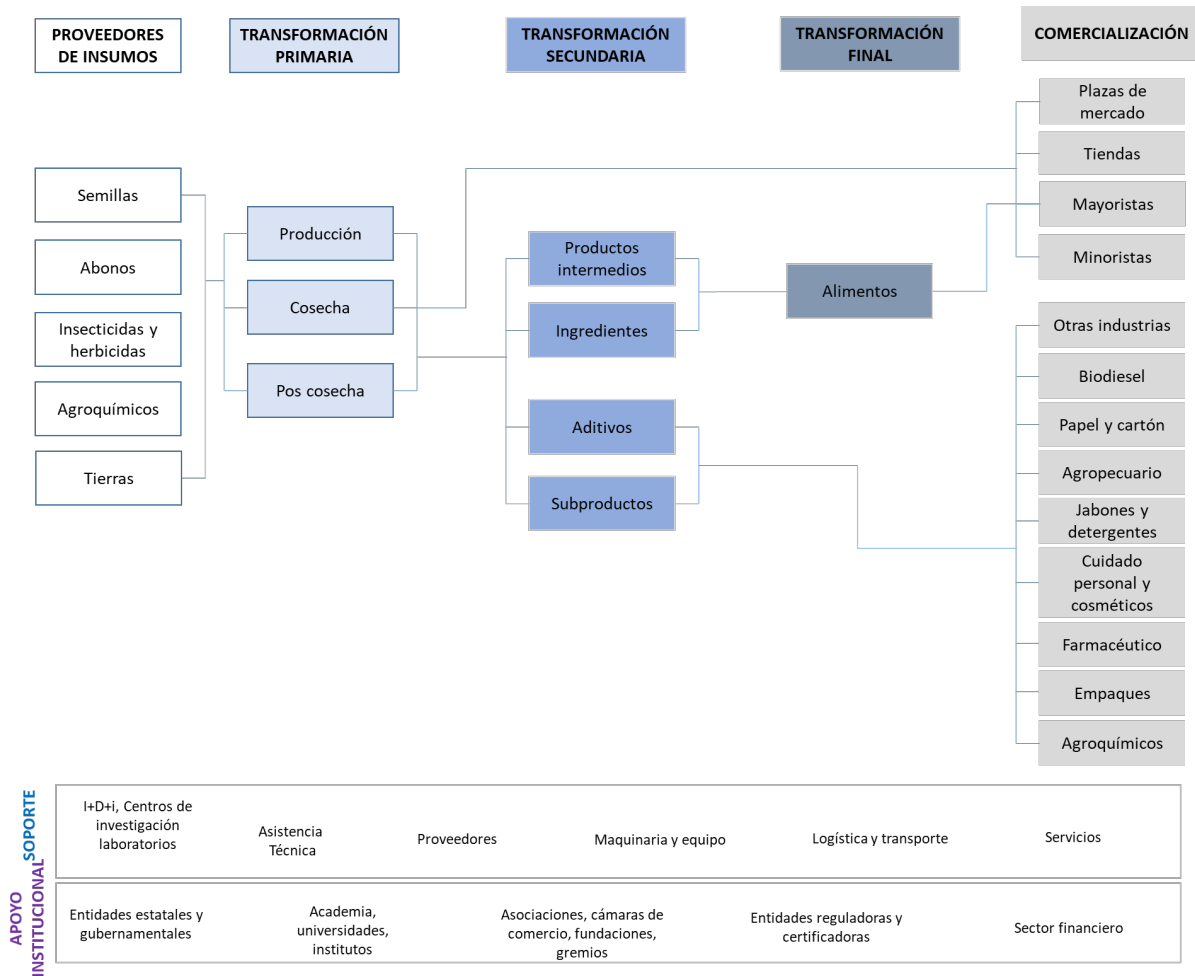 PROVEEDORES
DE INSUMOS
TRANSFORMACIÓN
PRIMARIA
TRANSFORMACIÓN
SECUNDARIA
TRANSFORMACIÓN
FINAL
COMERCIALIZACIÓN
Semillas
Abonos
Insecticidas y
herbicidas
Agroquímicos
Tierras
Producción
Cosecha
Pos cosecha
Productos
intermedios
Ingredientes
Aditivos
Subproductos
Alimentos
Plazas de
mercado
Tiendas
Mayoristas
Minoristas
Otras industrias
Biodiesel
Papel y cartón
Agropecuario
Jabones y
detergentes
Cuidado
personal y
cosméticos
Farmacéutico
Empaques
Agroquímicos
SOPORTE
I+D+i, Centros de
investigación
laboratorios
Asistencia
Técnica
Proveedores
Maquinaria y equipo
Logística y transporte
Servicios
APOYO
INSTITUCIONAL
Entidades estatales y
gubernamentales
Academia,
universidades,
institutos
Asociaciones, cámaras de
comercio, fundaciones,
gremios
Entidades reguladoras y
certificadoras
Sector financiero